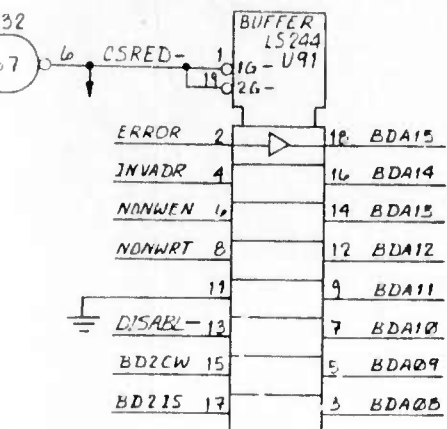 32
7 6 CSRED- 1 1G-
19 2G-
BUFFER
LS244
U91
ERROR 2 18 BDA15
INVADR 4 16 BDA14
NONWEN 6 14 BDA13
NONWRT 8 12 BDA12
11 9 BDA11
DISABL- 13 7 BDA10
BD2CW 15 5 BDA09
BD2IS 17 3 BDA08